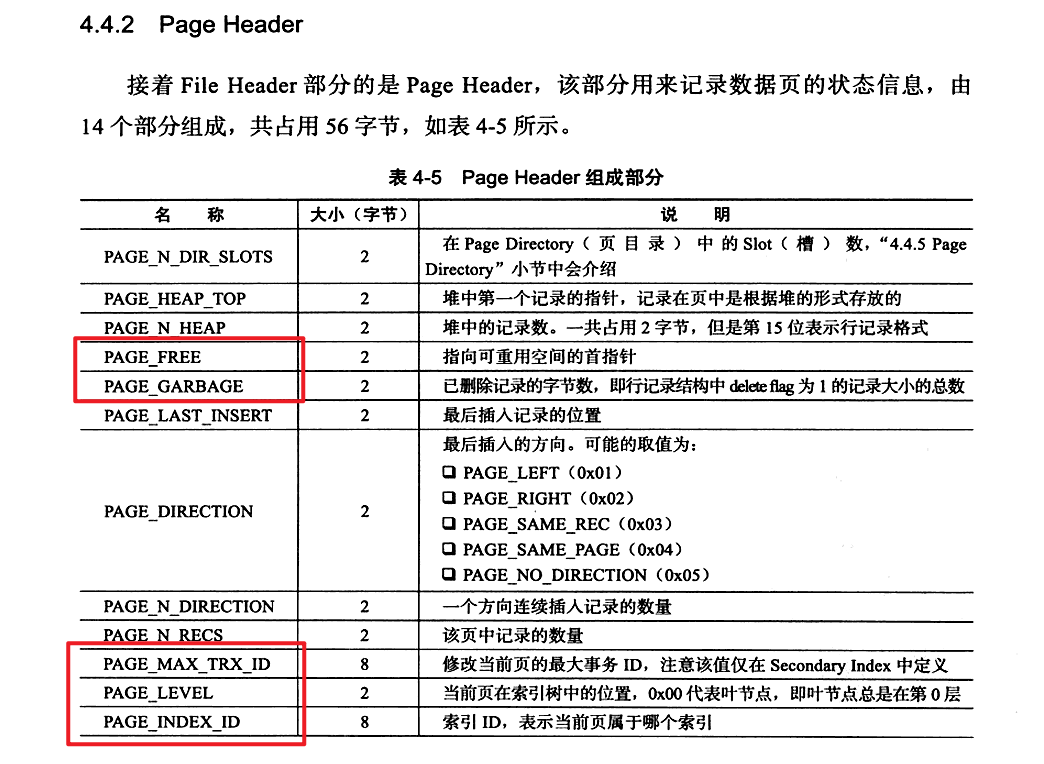 4.4.2 Page Header
接着 File Header 部分的是 Page Header，该部分用来记录数据页的状态信息，由
14 个部分组成，共占用 56 字节，如表 4-5 所示。
表 4-5 Page Header 组成部分
名 称 大小（字节） 说 明
PAGE_N_DIR_SLOTS 2 在 Page Directory（页目录）中的 Slot（槽）数，“4.4.5 Page
Directory”小节中会介绍
PAGE_HEAP_TOP 2 堆中第一个记录的指针，记录在页中是根据堆的形式存放的
PAGE_N_HEAP 2 堆中的记录数。一共占用 2 字节，但是第 15 位表示行记录格式
PAGE_FREE 2 指向可重用空间的首指针
PAGE_GARBAGE 2 已删除记录的字节数，即行记录结构中 delete flag 为 1 的记录大小的总数
PAGE_LAST_INSERT 2 最后插入记录的位置
PAGE_DIRECTION 2 最后插入的方向。可能的取值为：
❑ PAGE_LEFT（0x01）
❑ PAGE_RIGHT（0x02）
❑ PAGE_SAME_REC（0x03）
❑ PAGE_SAME_PAGE（0x04）
❑ PAGE_NO_DIRECTION（0x05）
PAGE_N_DIRECTION 2 一个方向连续插入记录的数量
PAGE_N_RECS 2 该页中记录的数量
PAGE_MAX_TRX_ID 8 修改当前页的最大事务 ID，注意该值仅在 Secondary Index 中定义
PAGE_LEVEL 2 当前页在索引树中的位置，0x00 代表叶节点，即叶节点总是在第 0 层
PAGE_INDEX_ID 8 索引 ID，表示当前页属于哪个索引